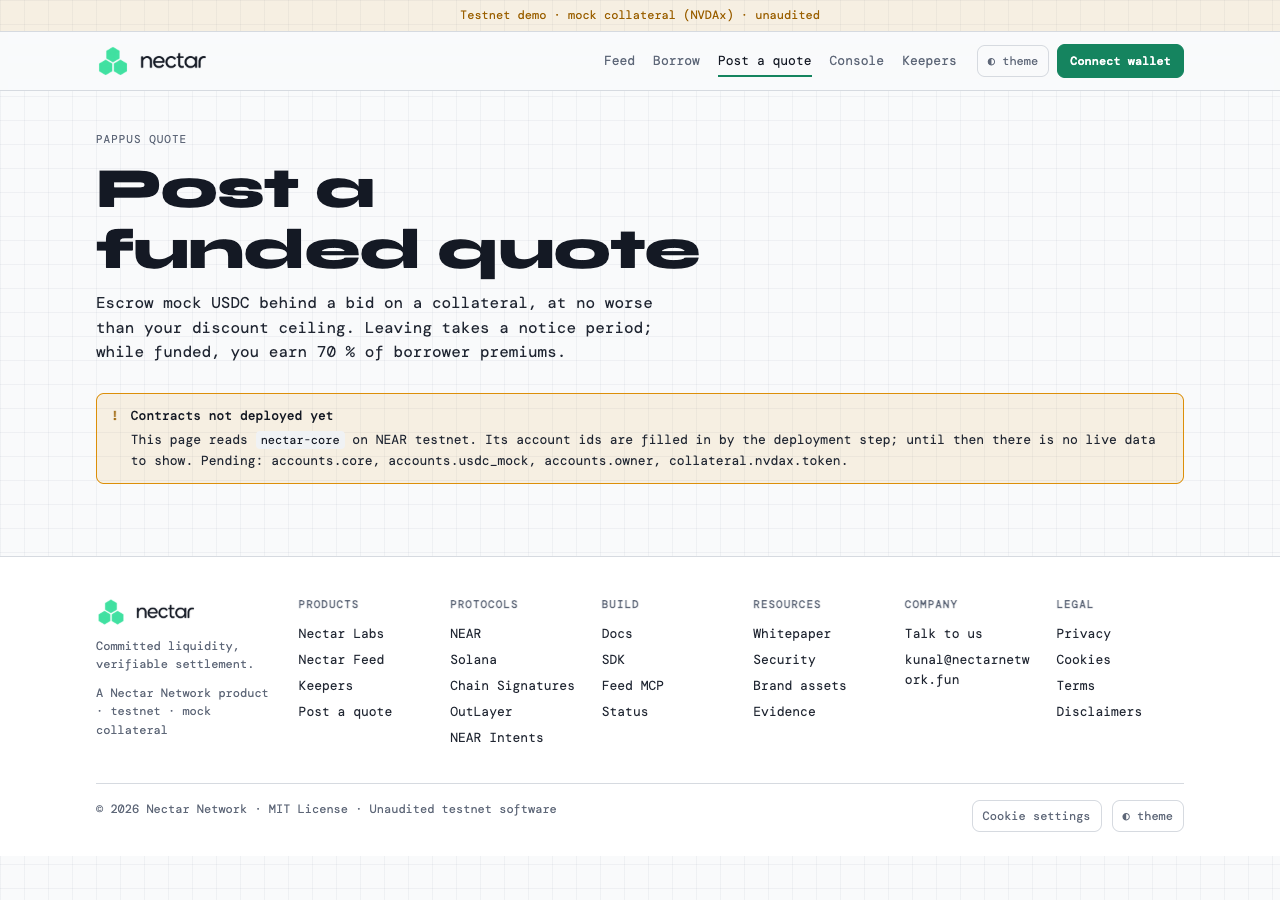 Testnet demo · mock collateral (NVDAx) · unaudited
nectar
Feed
Borrow
Post a quote
Console
Keepers
◐ theme
Connect wallet
PAPPUS QUOTE
Post a
funded quote
Escrow mock USDC behind a bid on a collateral, at no worse
than your discount ceiling. Leaving takes a notice period;
while funded, you earn 70 % of borrower premiums.
! Contracts not deployed yet
This page reads nectar-core on NEAR testnet. Its account ids are filled in by the deployment step; until then there is no live data
to show. Pending: accounts.core, accounts.usdc_mock, accounts.owner, collateral.nvdax.token.
nectar
Committed liquidity,
verifiable settlement.
A Nectar Network product
· testnet · mock
collateral
PRODUCTS
Nectar Labs
Nectar Feed
Keepers
Post a quote
PROTOCOLS
NEAR
Solana
Chain Signatures
OutLayer
NEAR Intents
BUILD
Docs
SDK
Feed MCP
Status
RESOURCES
Whitepaper
Security
Brand assets
Evidence
COMPANY
Talk to us
kunal@nectarnetw
ork.fun
LEGAL
Privacy
Cookies
Terms
Disclaimers
© 2026 Nectar Network · MIT License · Unaudited testnet software
Cookie settings
◐ theme